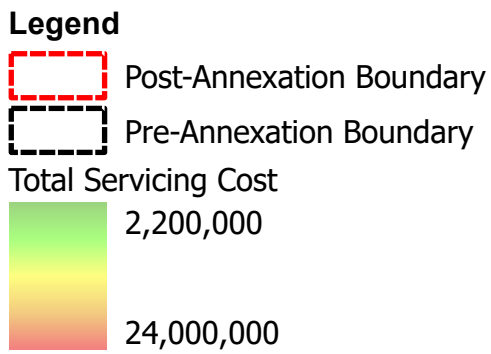 Legend
Post-Annexation Boundary
Pre-Annexation Boundary
Total Servicing Cost
2,200,000
24,000,000